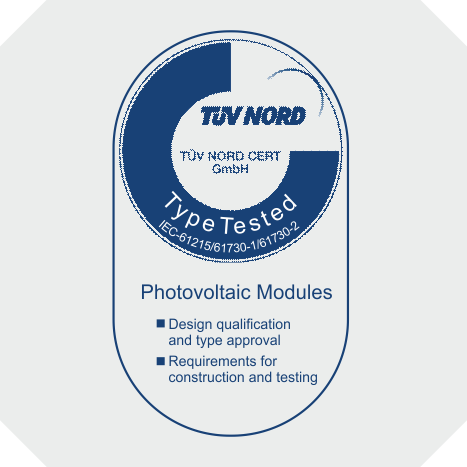 TÜV NORD
TÜV NORD CERT
GmbH
Type Tested
IEC-61215/61730-1/61730-2
Photovoltaic Modules
Design qualification
and type approval
Requirements for
construction and testing